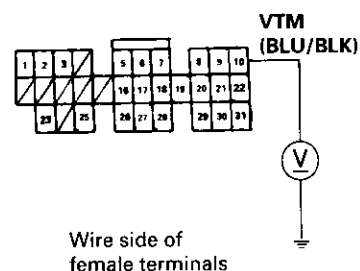 VTM
(BLU/BLK)
1 2 3 5 6 7 8 9 10
16 17 18 19 20 21 22
23 25 26 27 28 29 30 31
V
Wire side of
female terminals